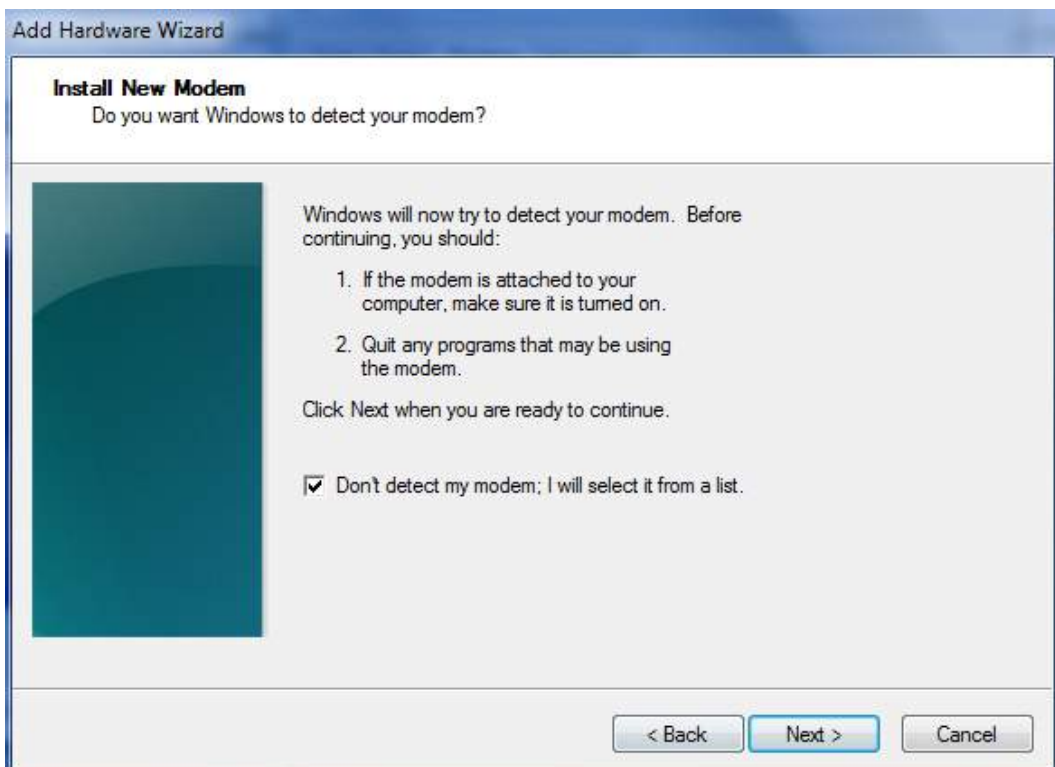 Add Hardware Wizard
Install New Modem
Do you want Windows to detect your modem?
Windows will now try to detect your modem. Before
continuing, you should:
1. If the modem is attached to your
computer, make sure it is turned on.
2. Quit any programs that may be using
the modem.
Click Next when you are ready to continue.
Don't detect my modem; I will select it from a list.
< Back Next > Cancel